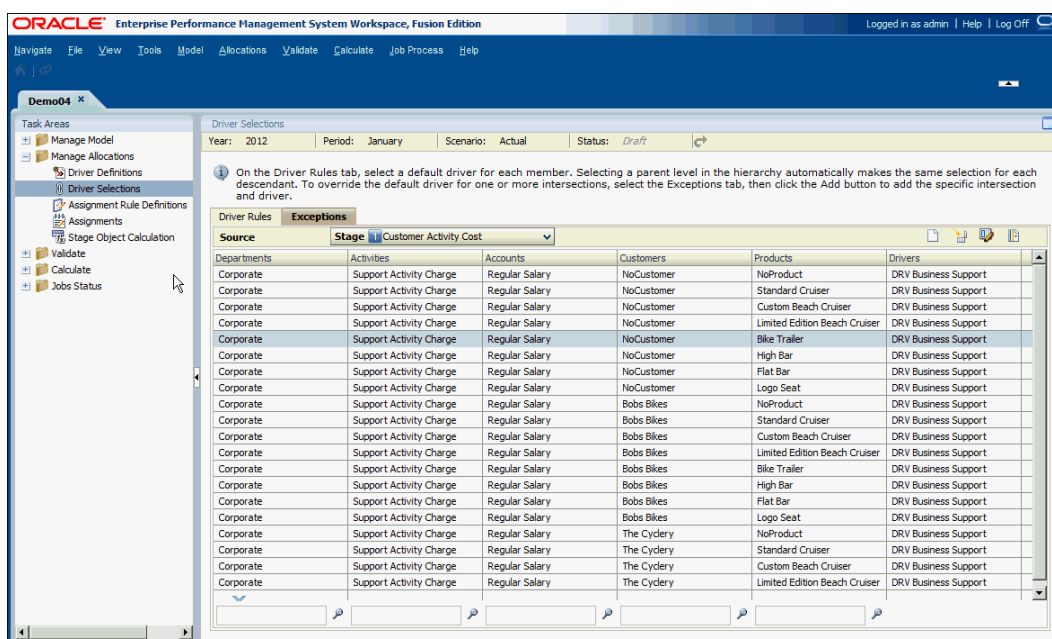 ORACLE® Enterprise Performance Management System Workspace, Fusion Edition
Logged in as admin | Help | Log Off
Navigate File View Tools Model Allocations Validate Calculate Job Process Help
Demo04 ×
Task Areas
Manage Model
Manage Allocations
Driver Definitions
Driver Selections
Assignment Rule Definitions
Assignments
Stage Object Calculation
Validate
Calculate
Jobs Status
Driver Selections
Year: 2012 Period: January Scenario: Actual Status: Draft
On the Driver Rules tab, select a default driver for each member. Selecting a parent level in the hierarchy automatically makes the same selection for each
descendant. To override the default driver for one or more intersections, select the Exceptions tab, then click the Add button to add the specific intersection
and driver.
Driver Rules Exceptions
Source Stage 1 Customer Activity Cost
Departments Activities Accounts Customers Products Drivers
Corporate Support Activity Charge Regular Salary NoCustomer NoProduct DRV Business Support
Corporate Support Activity Charge Regular Salary NoCustomer Standard Cruiser DRV Business Support
Corporate Support Activity Charge Regular Salary NoCustomer Custom Beach Cruiser DRV Business Support
Corporate Support Activity Charge Regular Salary NoCustomer Limited Edition Beach Cruiser DRV Business Support
Corporate Support Activity Charge Regular Salary NoCustomer Bike Trailer DRV Business Support
Corporate Support Activity Charge Regular Salary NoCustomer High Bar DRV Business Support
Corporate Support Activity Charge Regular Salary NoCustomer Flat Bar DRV Business Support
Corporate Support Activity Charge Regular Salary NoCustomer Logo Seat DRV Business Support
Corporate Support Activity Charge Regular Salary Bobs Bikes NoProduct DRV Business Support
Corporate Support Activity Charge Regular Salary Bobs Bikes Standard Cruiser DRV Business Support
Corporate Support Activity Charge Regular Salary Bobs Bikes Custom Beach Cruiser DRV Business Support
Corporate Support Activity Charge Regular Salary Bobs Bikes Limited Edition Beach Cruiser DRV Business Support
Corporate Support Activity Charge Regular Salary Bobs Bikes Bike Trailer DRV Business Support
Corporate Support Activity Charge Regular Salary Bobs Bikes High Bar DRV Business Support
Corporate Support Activity Charge Regular Salary Bobs Bikes Flat Bar DRV Business Support
Corporate Support Activity Charge Regular Salary Bobs Bikes Logo Seat DRV Business Support
Corporate Support Activity Charge Regular Salary The Cyclery NoProduct DRV Business Support
Corporate Support Activity Charge Regular Salary The Cyclery Standard Cruiser DRV Business Support
Corporate Support Activity Charge Regular Salary The Cyclery Custom Beach Cruiser DRV Business Support
Corporate Support Activity Charge Regular Salary The Cyclery Limited Edition Beach Cruiser DRV Business Support